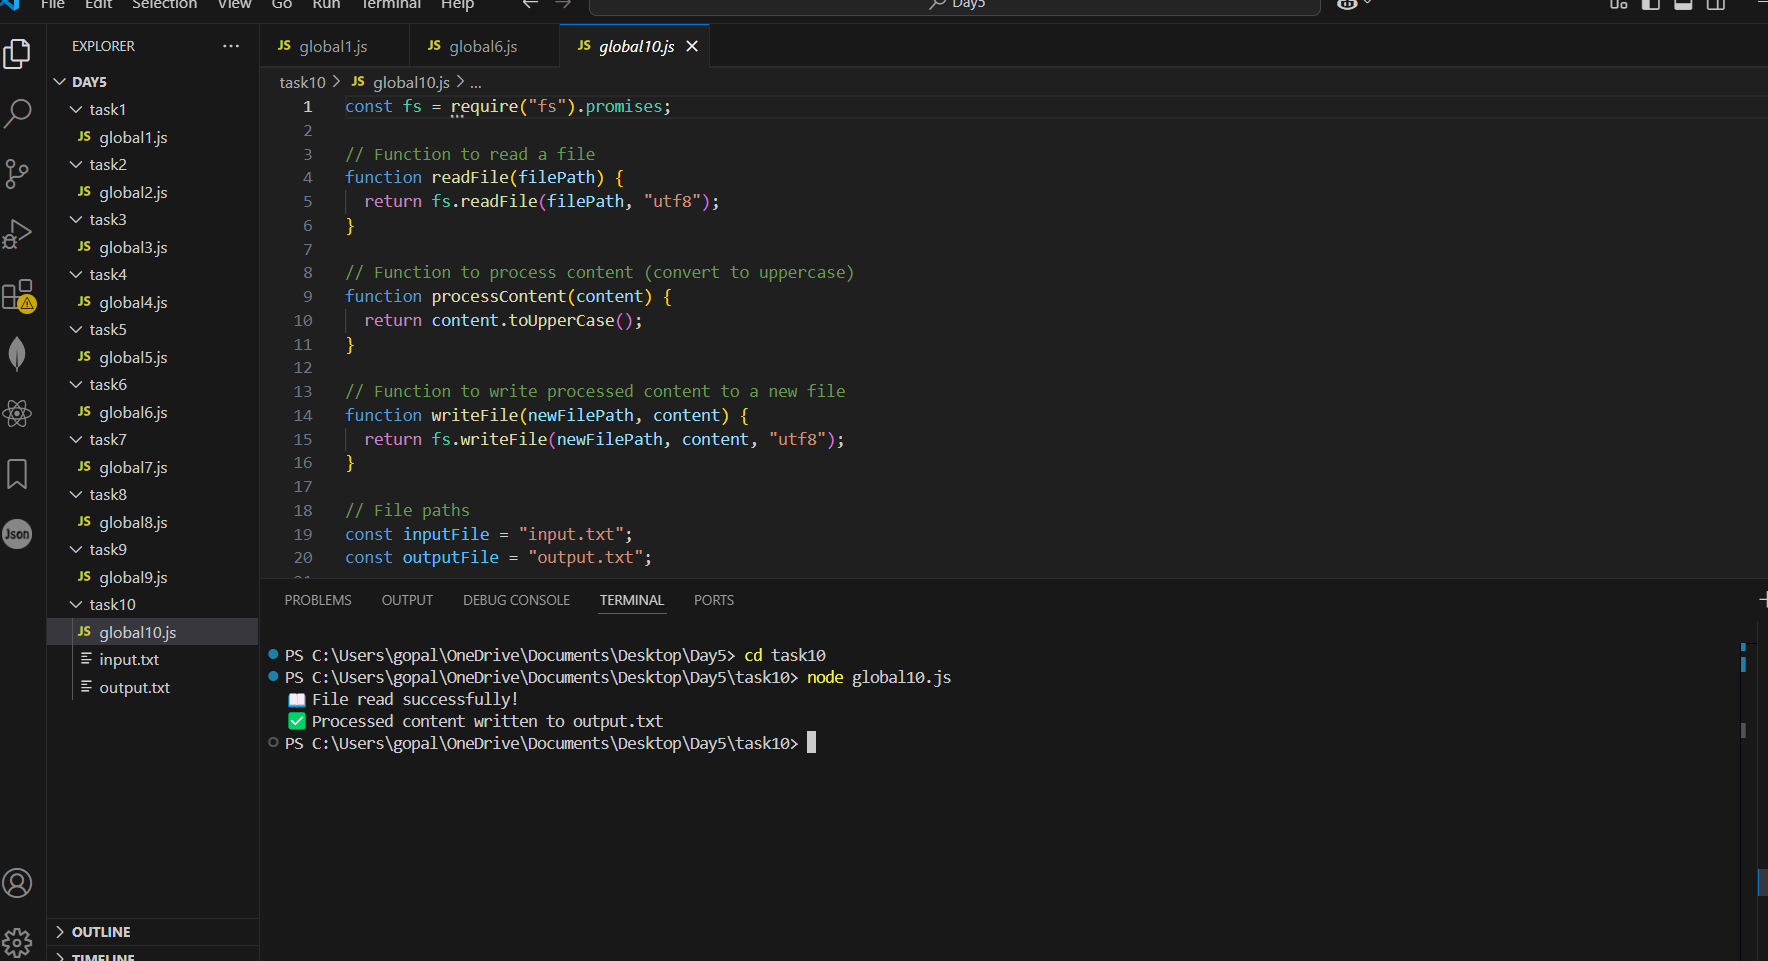 File Edit Selection View Go Run Terminal Help
Day5
EXPLORER
DAY5
task1
JS global1.js
task2
JS global2.js
task3
JS global3.js
task4
JS global4.js
task5
JS global5.js
task6
JS global6.js
task7
JS global7.js
task8
JS global8.js
task9
JS global9.js
task10
JS global10.js
input.txt
output.txt
OUTLINE
TIMELINE
Json
JS global1.js
JS global6.js
JS global10.js
task10 > JS global10.js > ...
1 const fs = require("fs").promises;
2
3 // Function to read a file
4 function readFile(filePath) {
5 return fs.readFile(filePath, "utf8");
6 }
7
8 // Function to process content (convert to uppercase)
9 function processContent(content) {
10 return content.toUpperCase();
11 }
12
13 // Function to write processed content to a new file
14 function writeFile(newFilePath, content) {
15 return fs.writeFile(newFilePath, content, "utf8");
16 }
17
18 // File paths
19 const inputFile = "input.txt";
20 const outputFile = "output.txt";
PROBLEMS OUTPUT DEBUG CONSOLE TERMINAL PORTS
PS C:\Users\gopal\OneDrive\Documents\Desktop\Day5> cd task10
PS C:\Users\gopal\OneDrive\Documents\Desktop\Day5\task10> node global10.js
📖 File read successfully!
✅ Processed content written to output.txt
PS C:\Users\gopal\OneDrive\Documents\Desktop\Day5\task10>